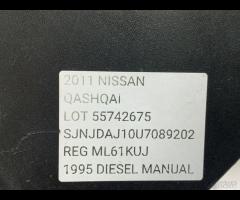 2011 NISSAN
QASHQAI
LOT 55742675
SJNJDAJ10U7089202
REG ML61KUJ
1995 DIESEL MANUAL